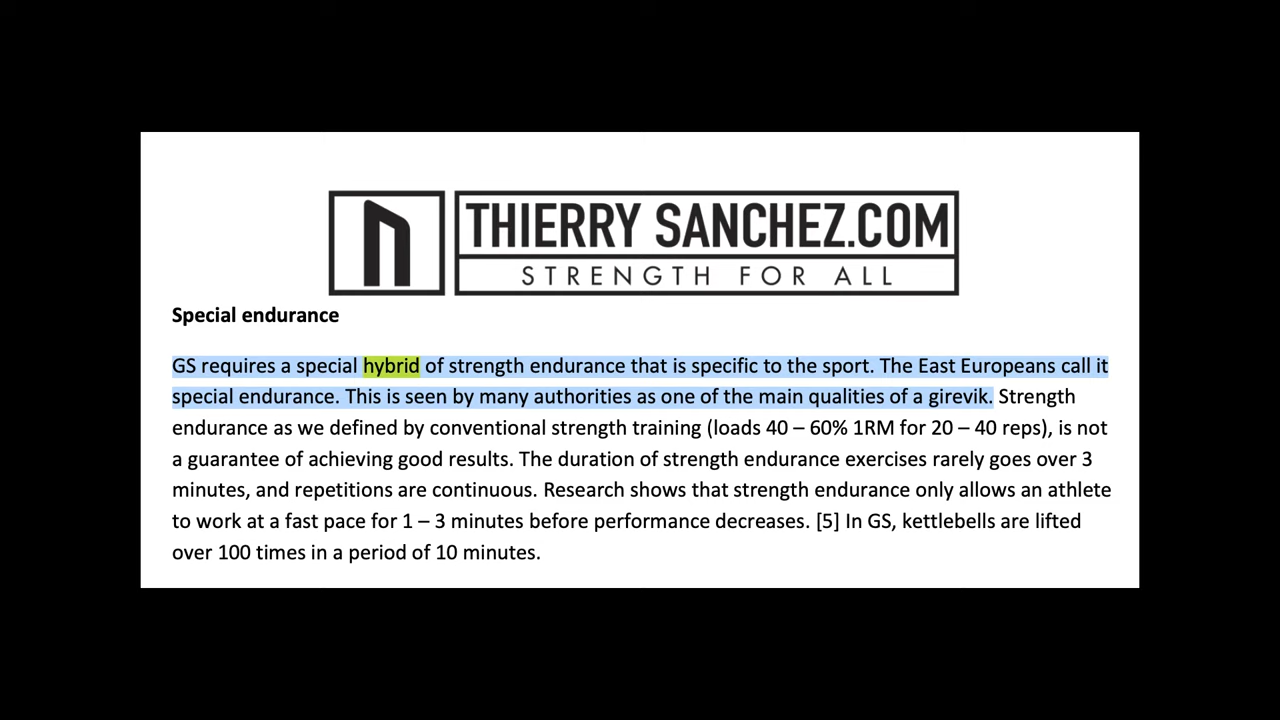 THIERRY SANCHEZ.COM
STRENGTH FOR ALL
Special endurance
GS requires a special hybrid of strength endurance that is specific to the sport. The East Europeans call it
special endurance. This is seen by many authorities as one of the main qualities of a girevik. Strength
endurance as we defined by conventional strength training (loads 40 – 60% 1RM for 20 – 40 reps), is not
a guarantee of achieving good results. The duration of strength endurance exercises rarely goes over 3
minutes, and repetitions are continuous. Research shows that strength endurance only allows an athlete
to work at a fast pace for 1 – 3 minutes before performance decreases. [5] In GS, kettlebells are lifted
over 100 times in a period of 10 minutes.